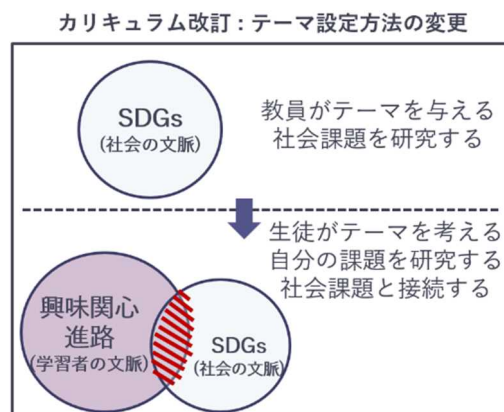 カリキュラム改訂：テーマ設定方法の変更
SDGs
(社会の文脈)
教員がテーマを与える
社会課題を研究する
生徒がテーマを考える
自分の課題を研究する
社会課題と接続する
興味関心
進路
(学習者の文脈)
SDGs
(社会の文脈)